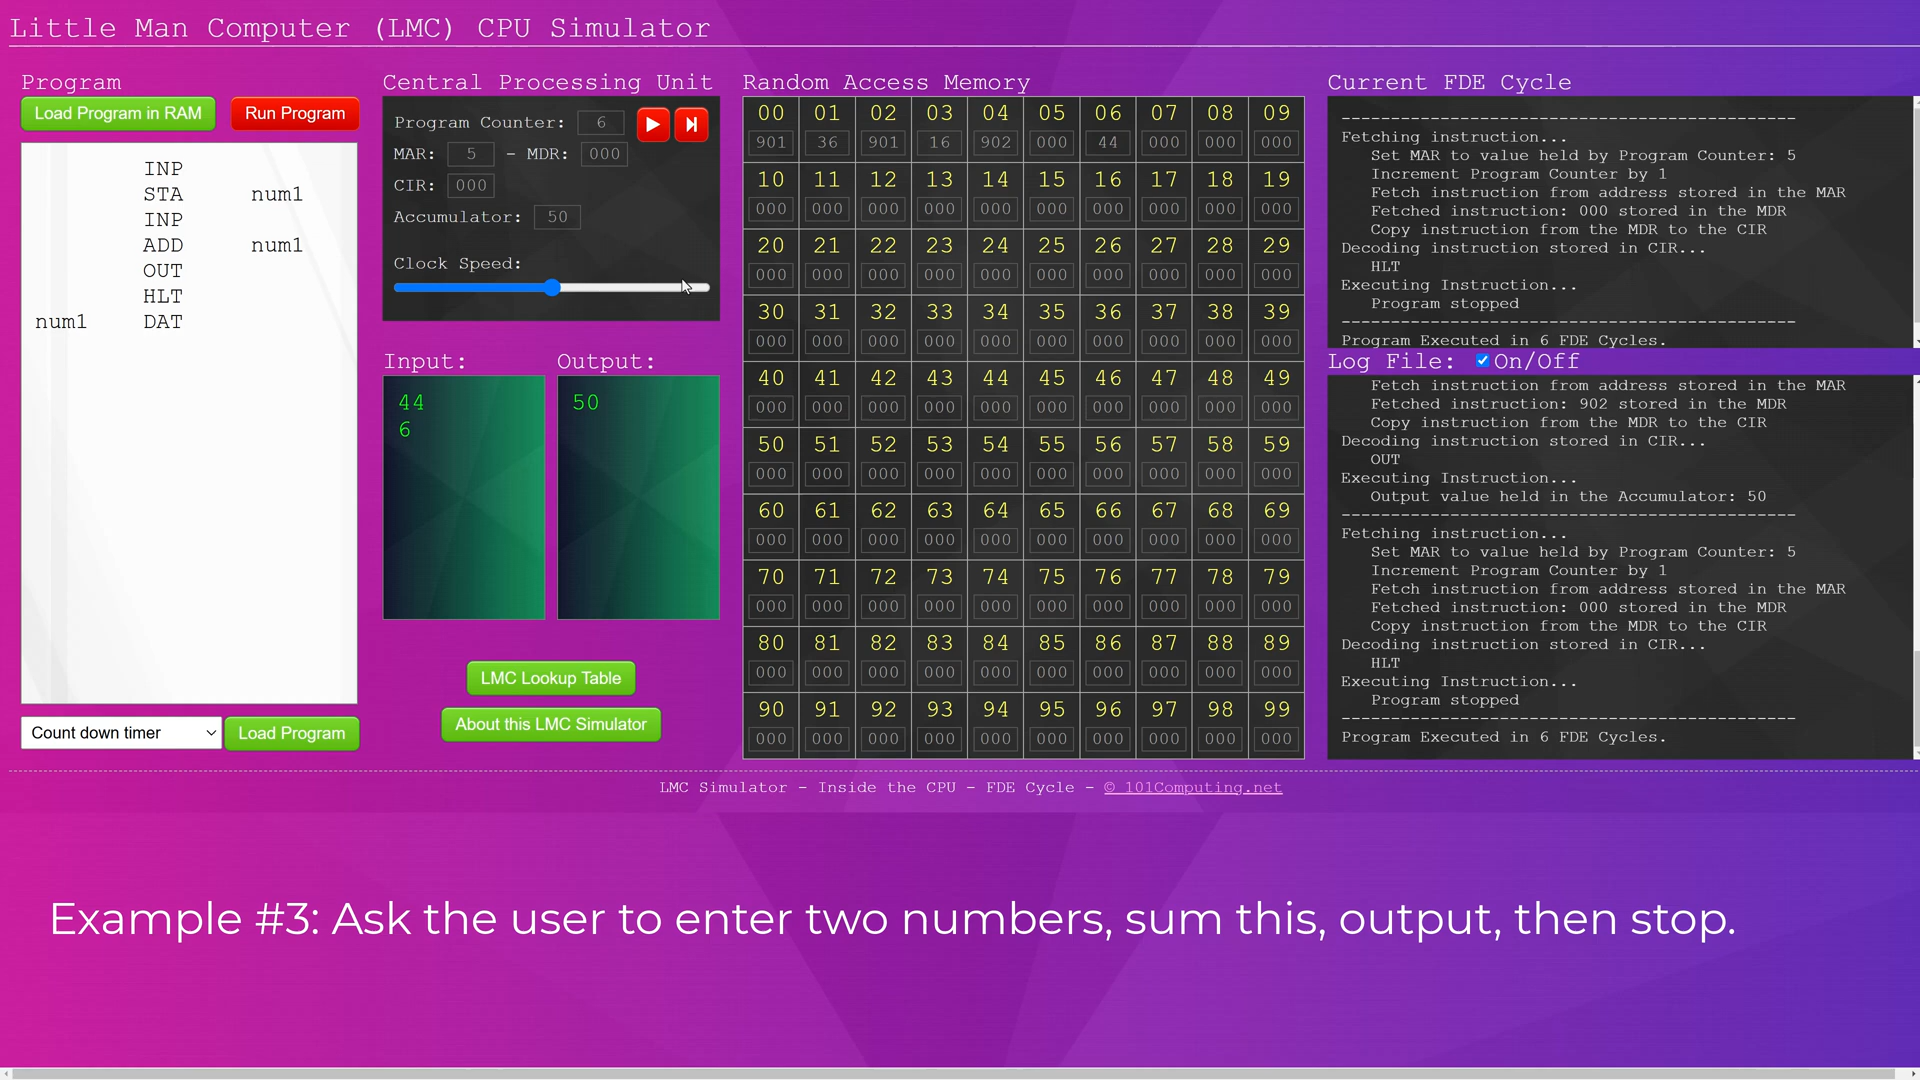 Little Man Computer (LMC) CPU Simulator
Program
Load Program in RAM
Run Program
INP
STA num1
INP
ADD num1
OUT
HLT
num1 DAT
Count down timer
Load Program
Central Processing Unit
Program Counter: 6
MAR: 5 - MDR: 000
CIR: 000
Accumulator: 50
Clock Speed:
Input:
44
6
Output:
50
LMC Lookup Table
About this LMC Simulator
Random Access Memory
00 01 02 03 04 05 06 07 08 09
901 36 901 16 902 000 44 000 000 000
10 11 12 13 14 15 16 17 18 19
000 000 000 000 000 000 000 000 000 000
20 21 22 23 24 25 26 27 28 29
000 000 000 000 000 000 000 000 000 000
30 31 32 33 34 35 36 37 38 39
000 000 000 000 000 000 000 000 000 000
40 41 42 43 44 45 46 47 48 49
000 000 000 000 000 000 000 000 000 000
50 51 52 53 54 55 56 57 58 59
000 000 000 000 000 000 000 000 000 000
60 61 62 63 64 65 66 67 68 69
000 000 000 000 000 000 000 000 000 000
70 71 72 73 74 75 76 77 78 79
000 000 000 000 000 000 000 000 000 000
80 81 82 83 84 85 86 87 88 89
000 000 000 000 000 000 000 000 000 000
90 91 92 93 94 95 96 97 98 99
000 000 000 000 000 000 000 000 000 000
Current FDE Cycle
----------------------------------------------
Fetching instruction...
Set MAR to value held by Program Counter: 5
Increment Program Counter by 1
Fetch instruction from address stored in the MAR
Fetched instruction: 000 stored in the MDR
Copy instruction from the MDR to the CIR
Decoding instruction stored in CIR...
HLT
Executing Instruction...
Program stopped
----------------------------------------------
Program Executed in 6 FDE Cycles.
Log File: On/Off
Fetch instruction from address stored in the MAR
Fetched instruction: 902 stored in the MDR
Copy instruction from the MDR to the CIR
Decoding instruction stored in CIR...
OUT
Executing Instruction...
Output value held in the Accumulator: 50
----------------------------------------------
Fetching instruction...
Set MAR to value held by Program Counter: 5
Increment Program Counter by 1
Fetch instruction from address stored in the MAR
Fetched instruction: 000 stored in the MDR
Copy instruction from the MDR to the CIR
Decoding instruction stored in CIR...
HLT
Executing Instruction...
Program stopped
----------------------------------------------
Program Executed in 6 FDE Cycles.
LMC Simulator - Inside the CPU - FDE Cycle - © 101Computing.net
Example #3: Ask the user to enter two numbers, sum this, output, then stop.